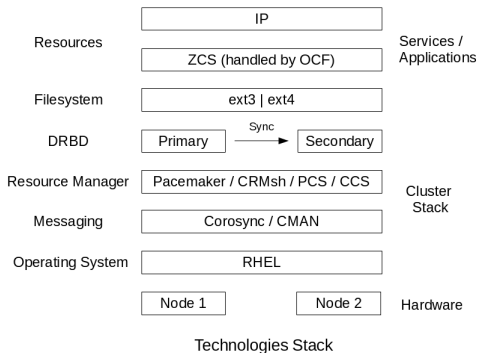 IP
Resources
Services /
Applications
ZCS (handled by OCF)
Filesystem
ext3 | ext4
Sync
DRBD
Primary
Secondary
Resource Manager
Pacemaker / CRMsh / PCS / CCS
Cluster
Stack
Messaging
Corosync / CMAN
Operating System
RHEL
Node 1
Node 2
Hardware
Technologies Stack